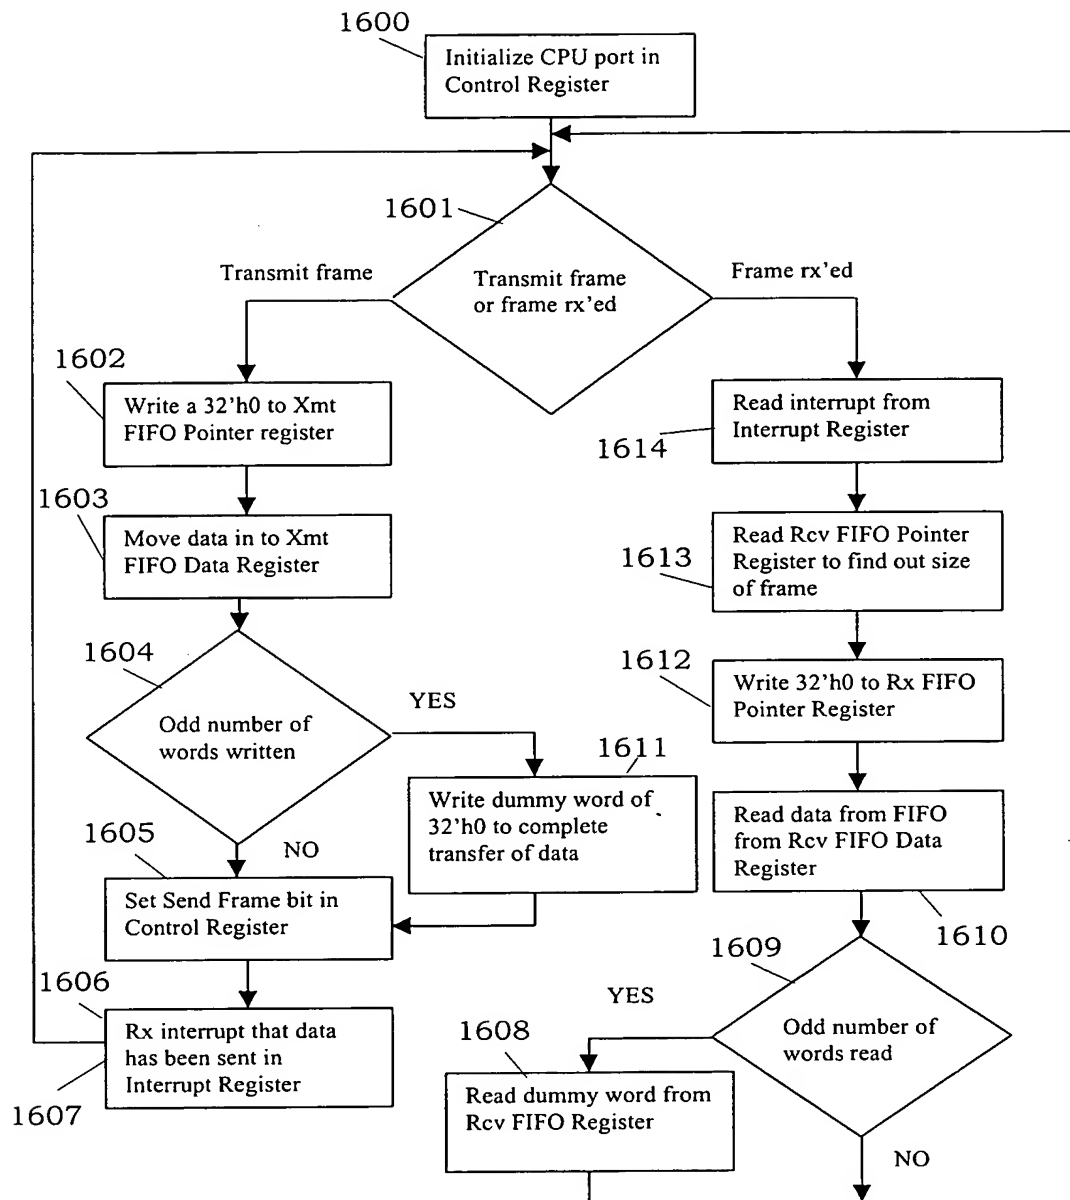 1600
Initialize CPU port in
Control Register
1601
Transmit frame
Transmit frame
or frame rx'ed
Frame rx'ed
1602
Write a 32'h0 to Xmt
FIFO Pointer register
1603
Move data in to Xmt
FIFO Data Register
1604
Odd number of
words written
YES
NO
1611
Write dummy word of
32'h0 to complete
transfer of data
1605
Set Send Frame bit in
Control Register
1606
Rx interrupt that data
has been sent in
Interrupt Register
1607
Read interrupt from
Interrupt Register
1614
Read Rcv FIFO Pointer
Register to find out size
of frame
1613
1612
Write 32'h0 to Rx FIFO
Pointer Register
Read data from FIFO
from Rcv FIFO Data
Register
1610
1609
Odd number of
words read
YES
NO
1608
Read dummy word from
Rcv FIFO Register